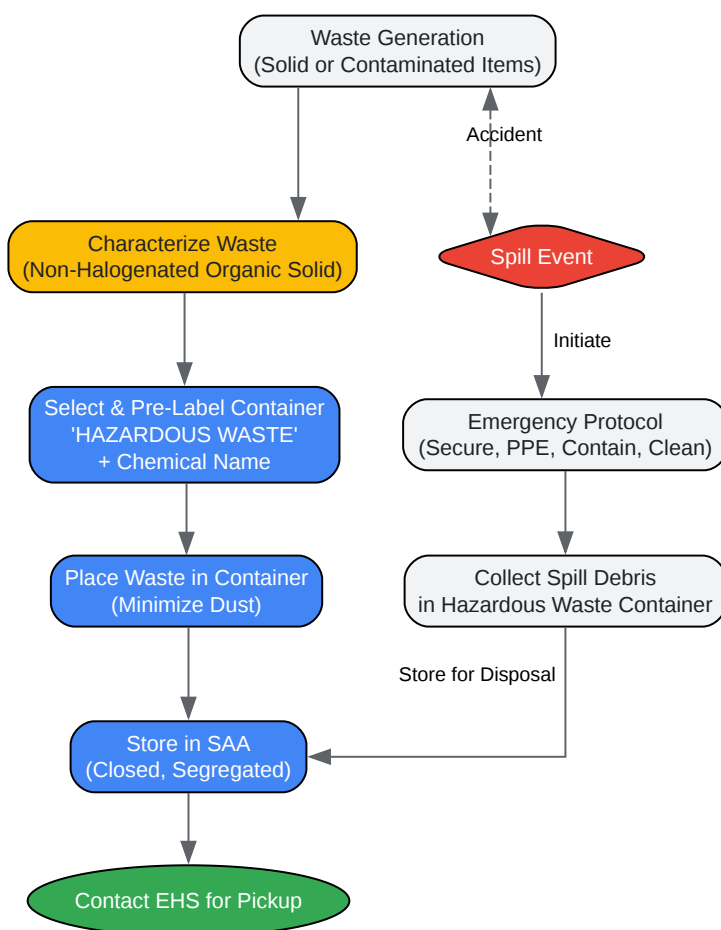 Waste Generation
(Solid or Contaminated Items)
Accident
Characterize Waste
(Non-Halogenated Organic Solid)
Spill Event
Initiate
Select & Pre-Label Container
'HAZARDOUS WASTE'
+ Chemical Name
Emergency Protocol
(Secure, PPE, Contain, Clean)
Place Waste in Container
(Minimize Dust)
Collect Spill Debris
in Hazardous Waste Container
Store for Disposal
Store in SAA
(Closed, Segregated)
Contact EHS for Pickup